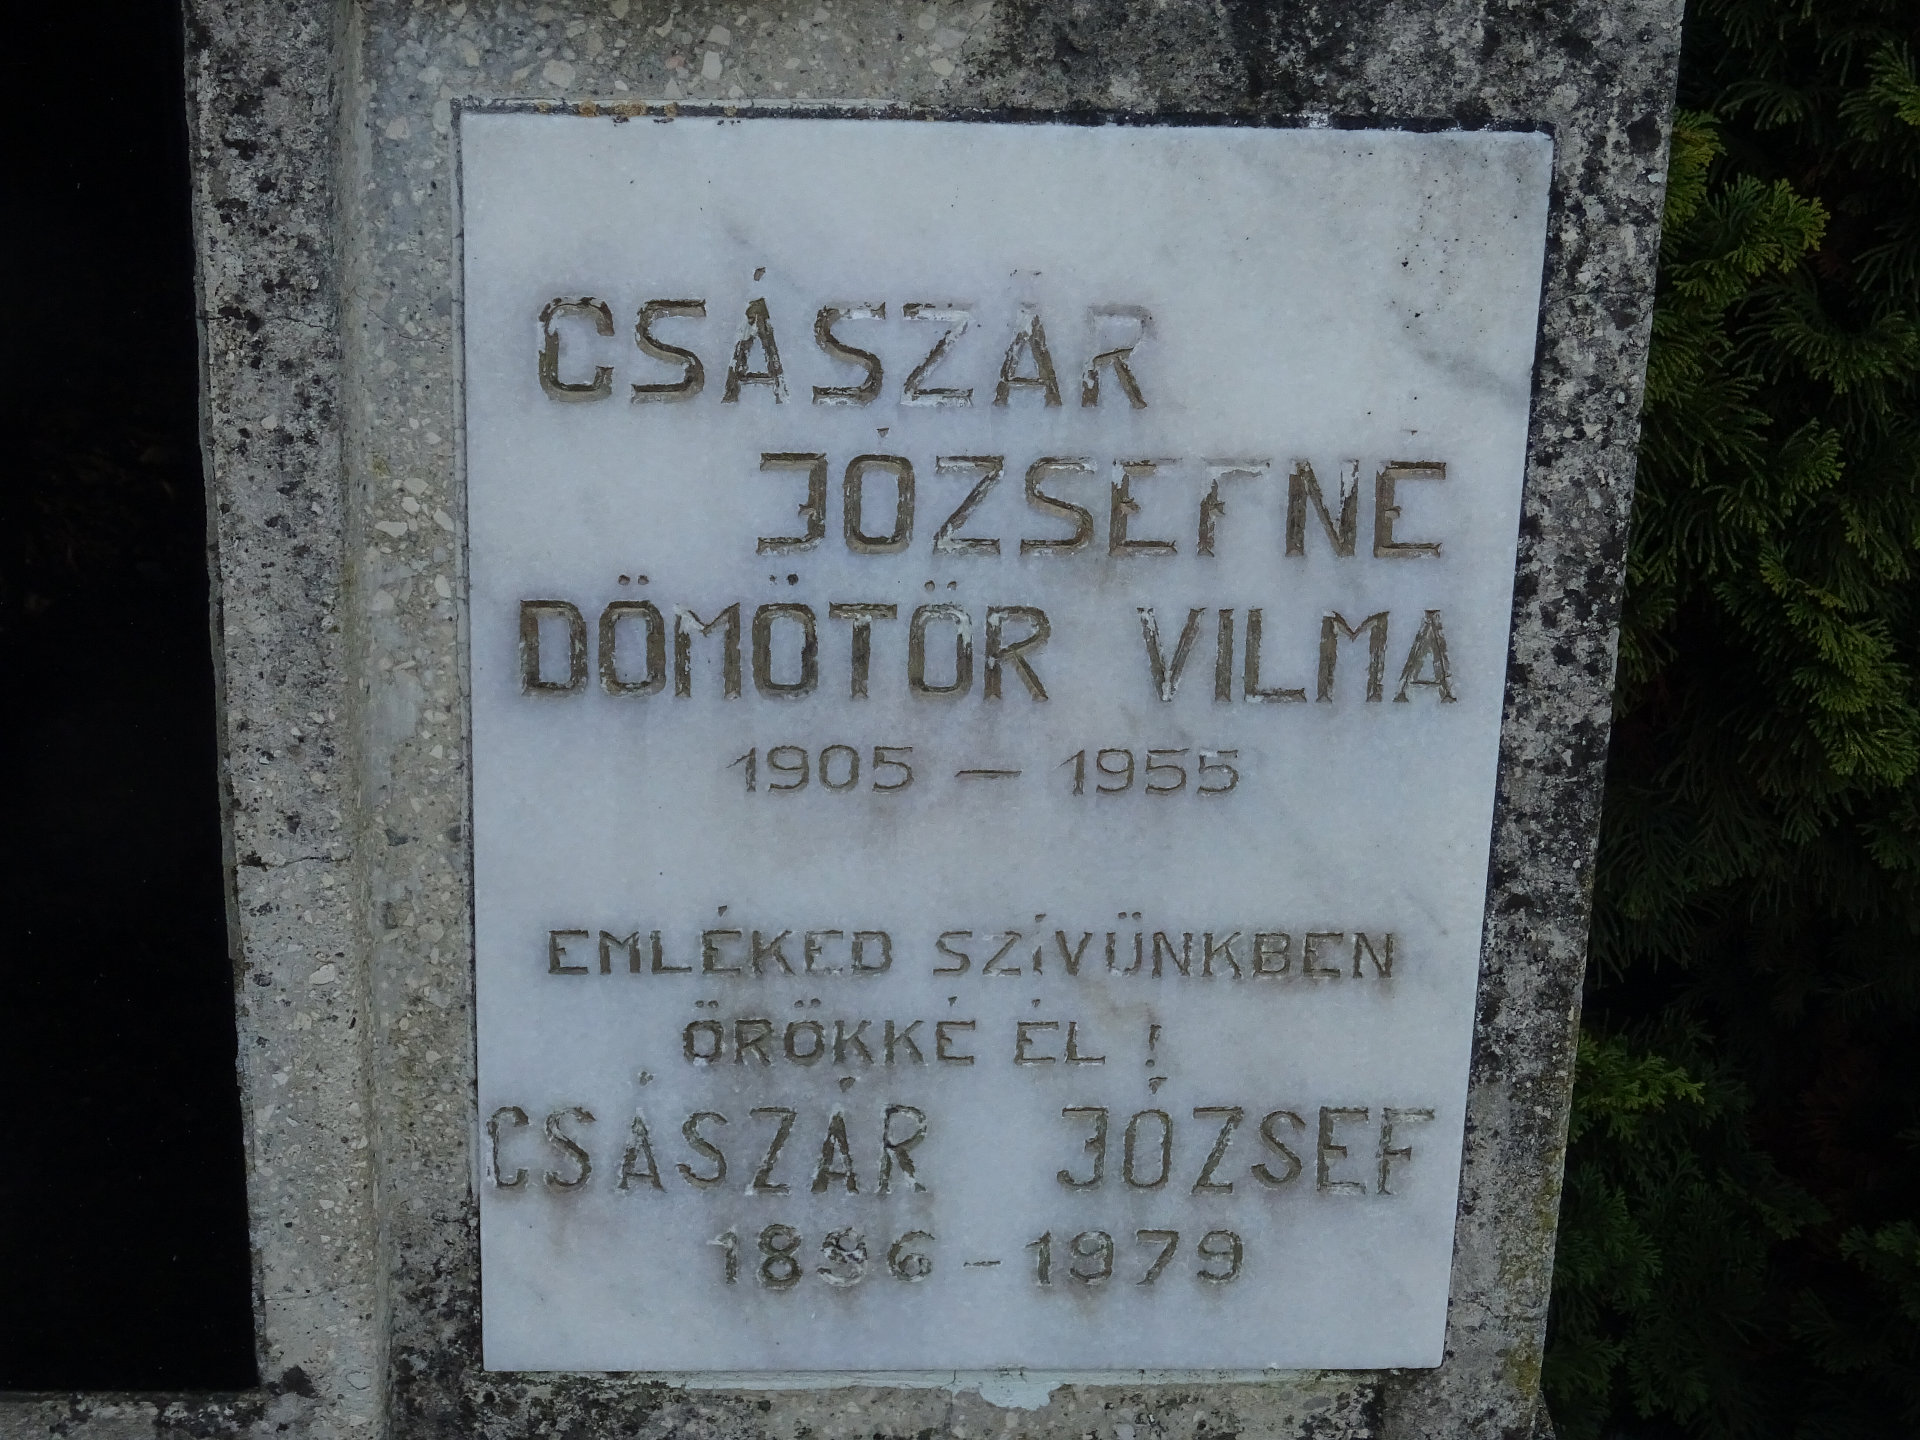 CSÁSZÁR
JÓZSEFNÉ
DÖMÖTÖR VILMA
1905 – 1955
EMLÉKED SZÍVÜNKBEN
ÖRÖKKÉ ÉL !
CSÁSZÁR JÓZSEF
1896 – 1979